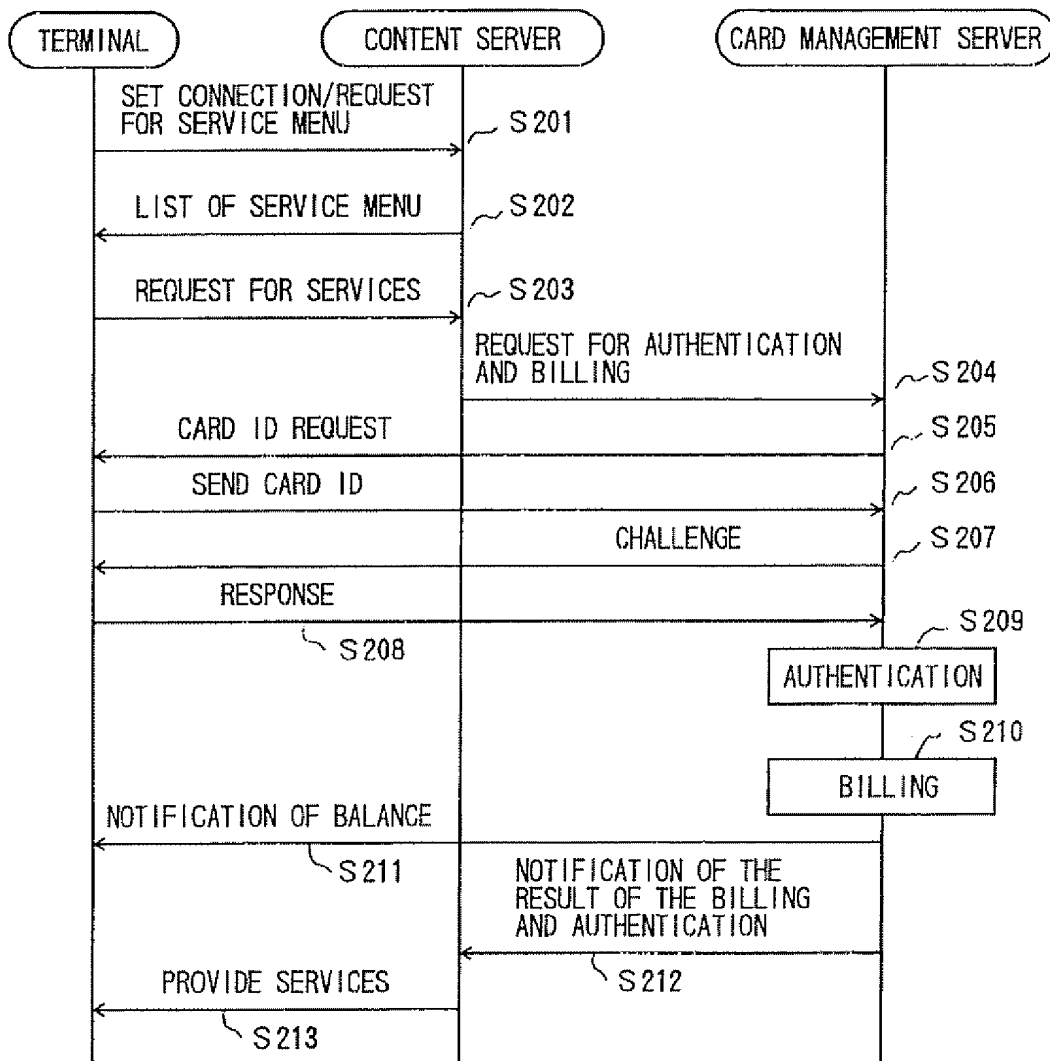 TERMINAL
CONTENT SERVER
CARD MANAGEMENT SERVER
SET CONNECTION/REQUEST
FOR SERVICE MENU
S201
LIST OF SERVICE MENU
S202
REQUEST FOR SERVICES
S203
REQUEST FOR AUTHENTICATION
AND BILLING
S204
CARD ID REQUEST
S205
SEND CARD ID
S206
CHALLENGE
S207
RESPONSE
S208
S209
AUTHENTICATION
S210
BILLING
NOTIFICATION OF BALANCE
S211
NOTIFICATION OF THE
RESULT OF THE BILLING
AND AUTHENTICATION
S212
PROVIDE SERVICES
S213